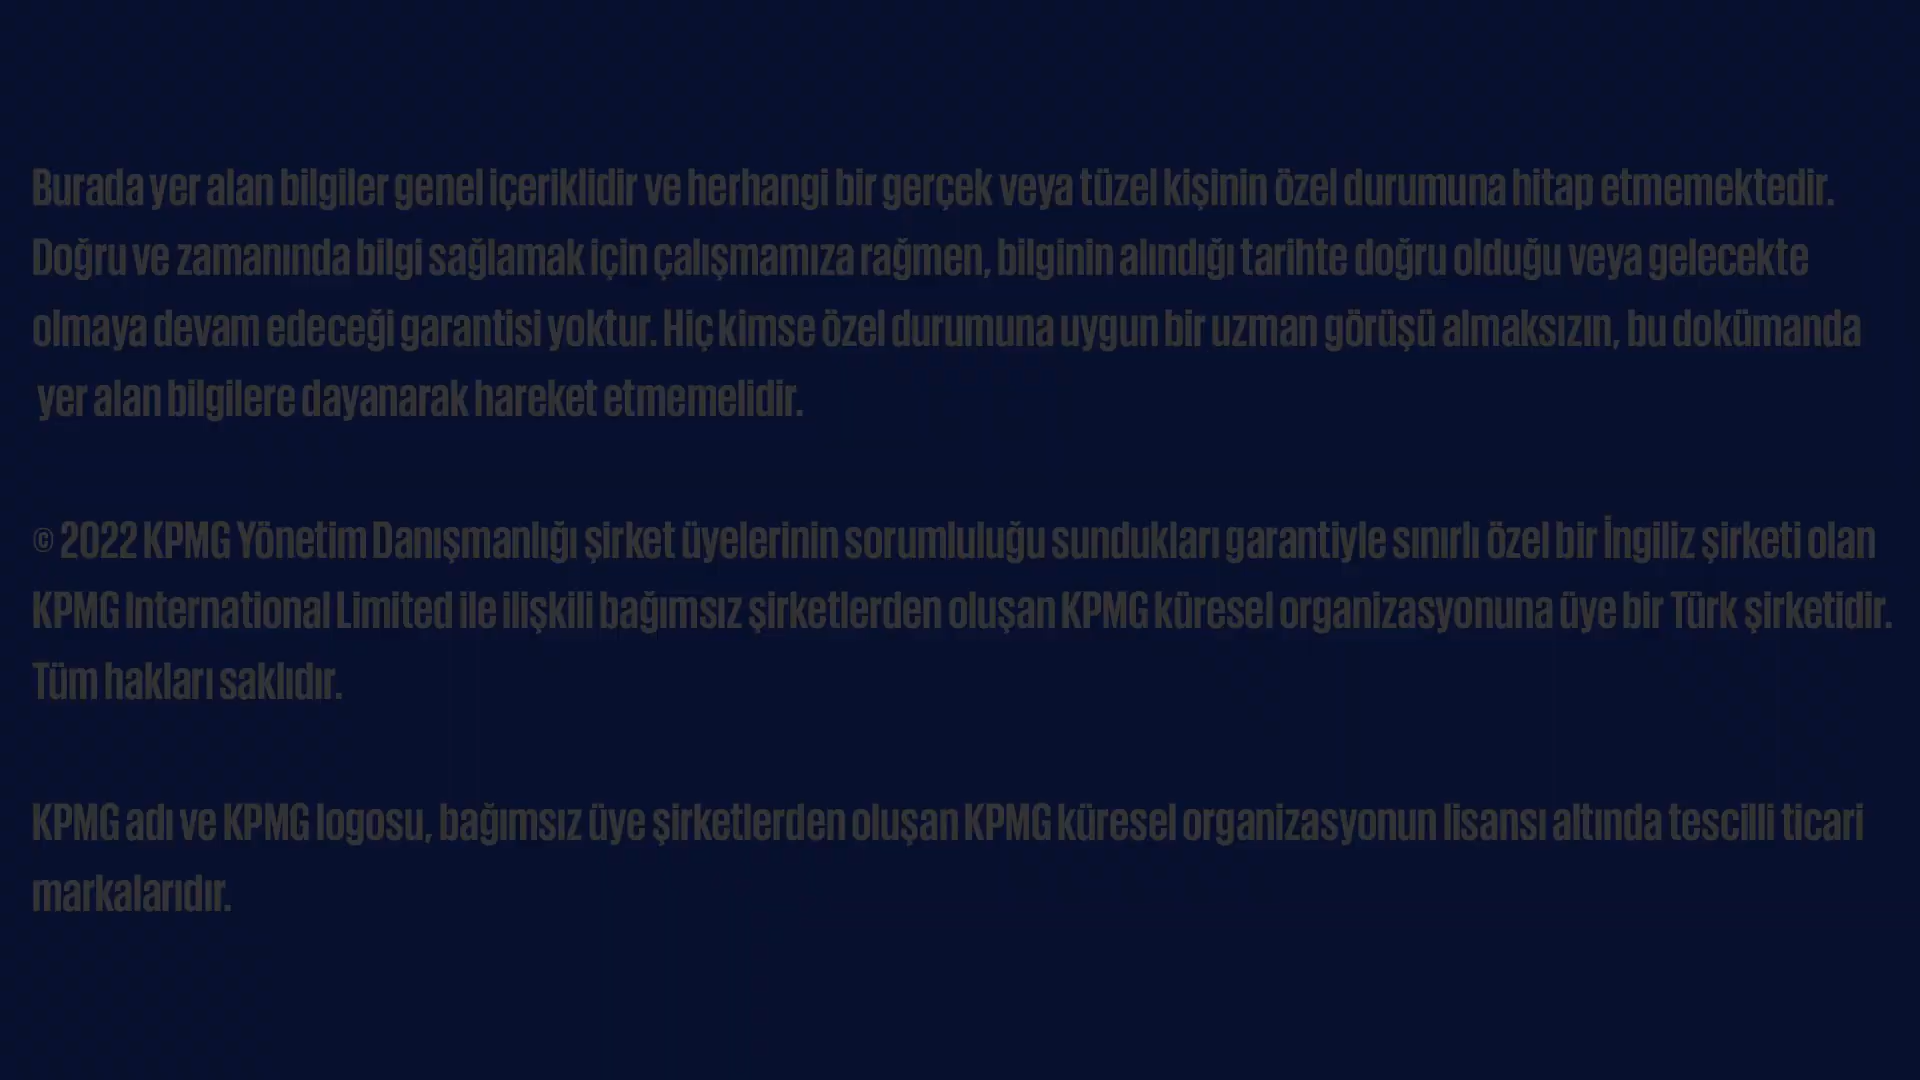 Burada yer alan bilgiler genel içeriklidir ve herhangi bir gerçek veya tüzel kişinin özel durumuna hitap etmemektedir.
Doğru ve zamanında bilgi sağlamak için çalışmamıza rağmen, bilginin alındığı tarihte doğru olduğu veya gelecekte
olmaya devam edeceği garantisi yoktur. Hiç kimse özel durumuna uygun bir uzman görüşü almaksızın, bu dokümanda
yer alan bilgilere dayanarak hareket etmemelidir.
© 2022 KPMG Yönetim Danışmanlığı şirket üyelerinin sorumluluğu sundukları garantiyle sınırlı özel bir İngiliz şirketi olan
KPMG International Limited ile ilişkili bağımsız şirketlerden oluşan KPMG küresel organizasyonuna üye bir Türk şirketidir.
Tüm hakları saklıdır.
KPMG adı ve KPMG logosu, bağımsız üye şirketlerden oluşan KPMG küresel organizasyonun lisansı altında tescilli ticari
markalarıdır.